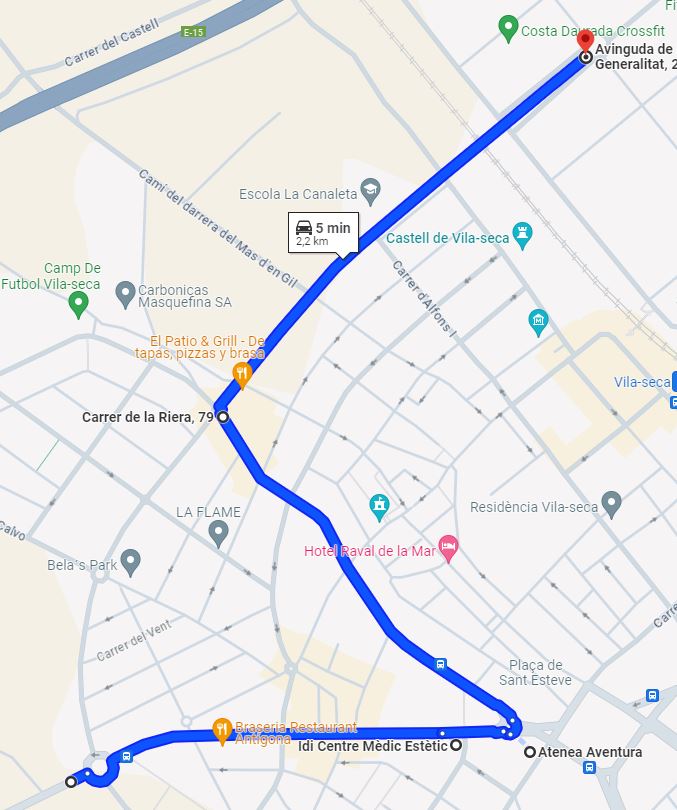 Carrer del Castell
E-15
Costa Daurada Crossfit
Avinguda de
Generalitat, 2
Camí del darrera del Mas d'en Gil
Escola La Canaleta
5 min
2,2 km
Castell de Vila-seca
Camp De
Futbol Vila-seca
Carbonicas
Masquefina SA
Carrer d'Alfons I
El Patio & Grill - De
tapas, pizzas y brasa
Vila-seca
Carrer de la Riera, 79
LA FLAME
Residència Vila-seca
Calvo
Hotel Raval de la Mar
Bela´s Park
Carrer
Carrer del Vent
Plaça de
Sant Esteve
Braseria Restaurant
Antígona
Idi Centre Mèdic Estètic
Atenea Aventura